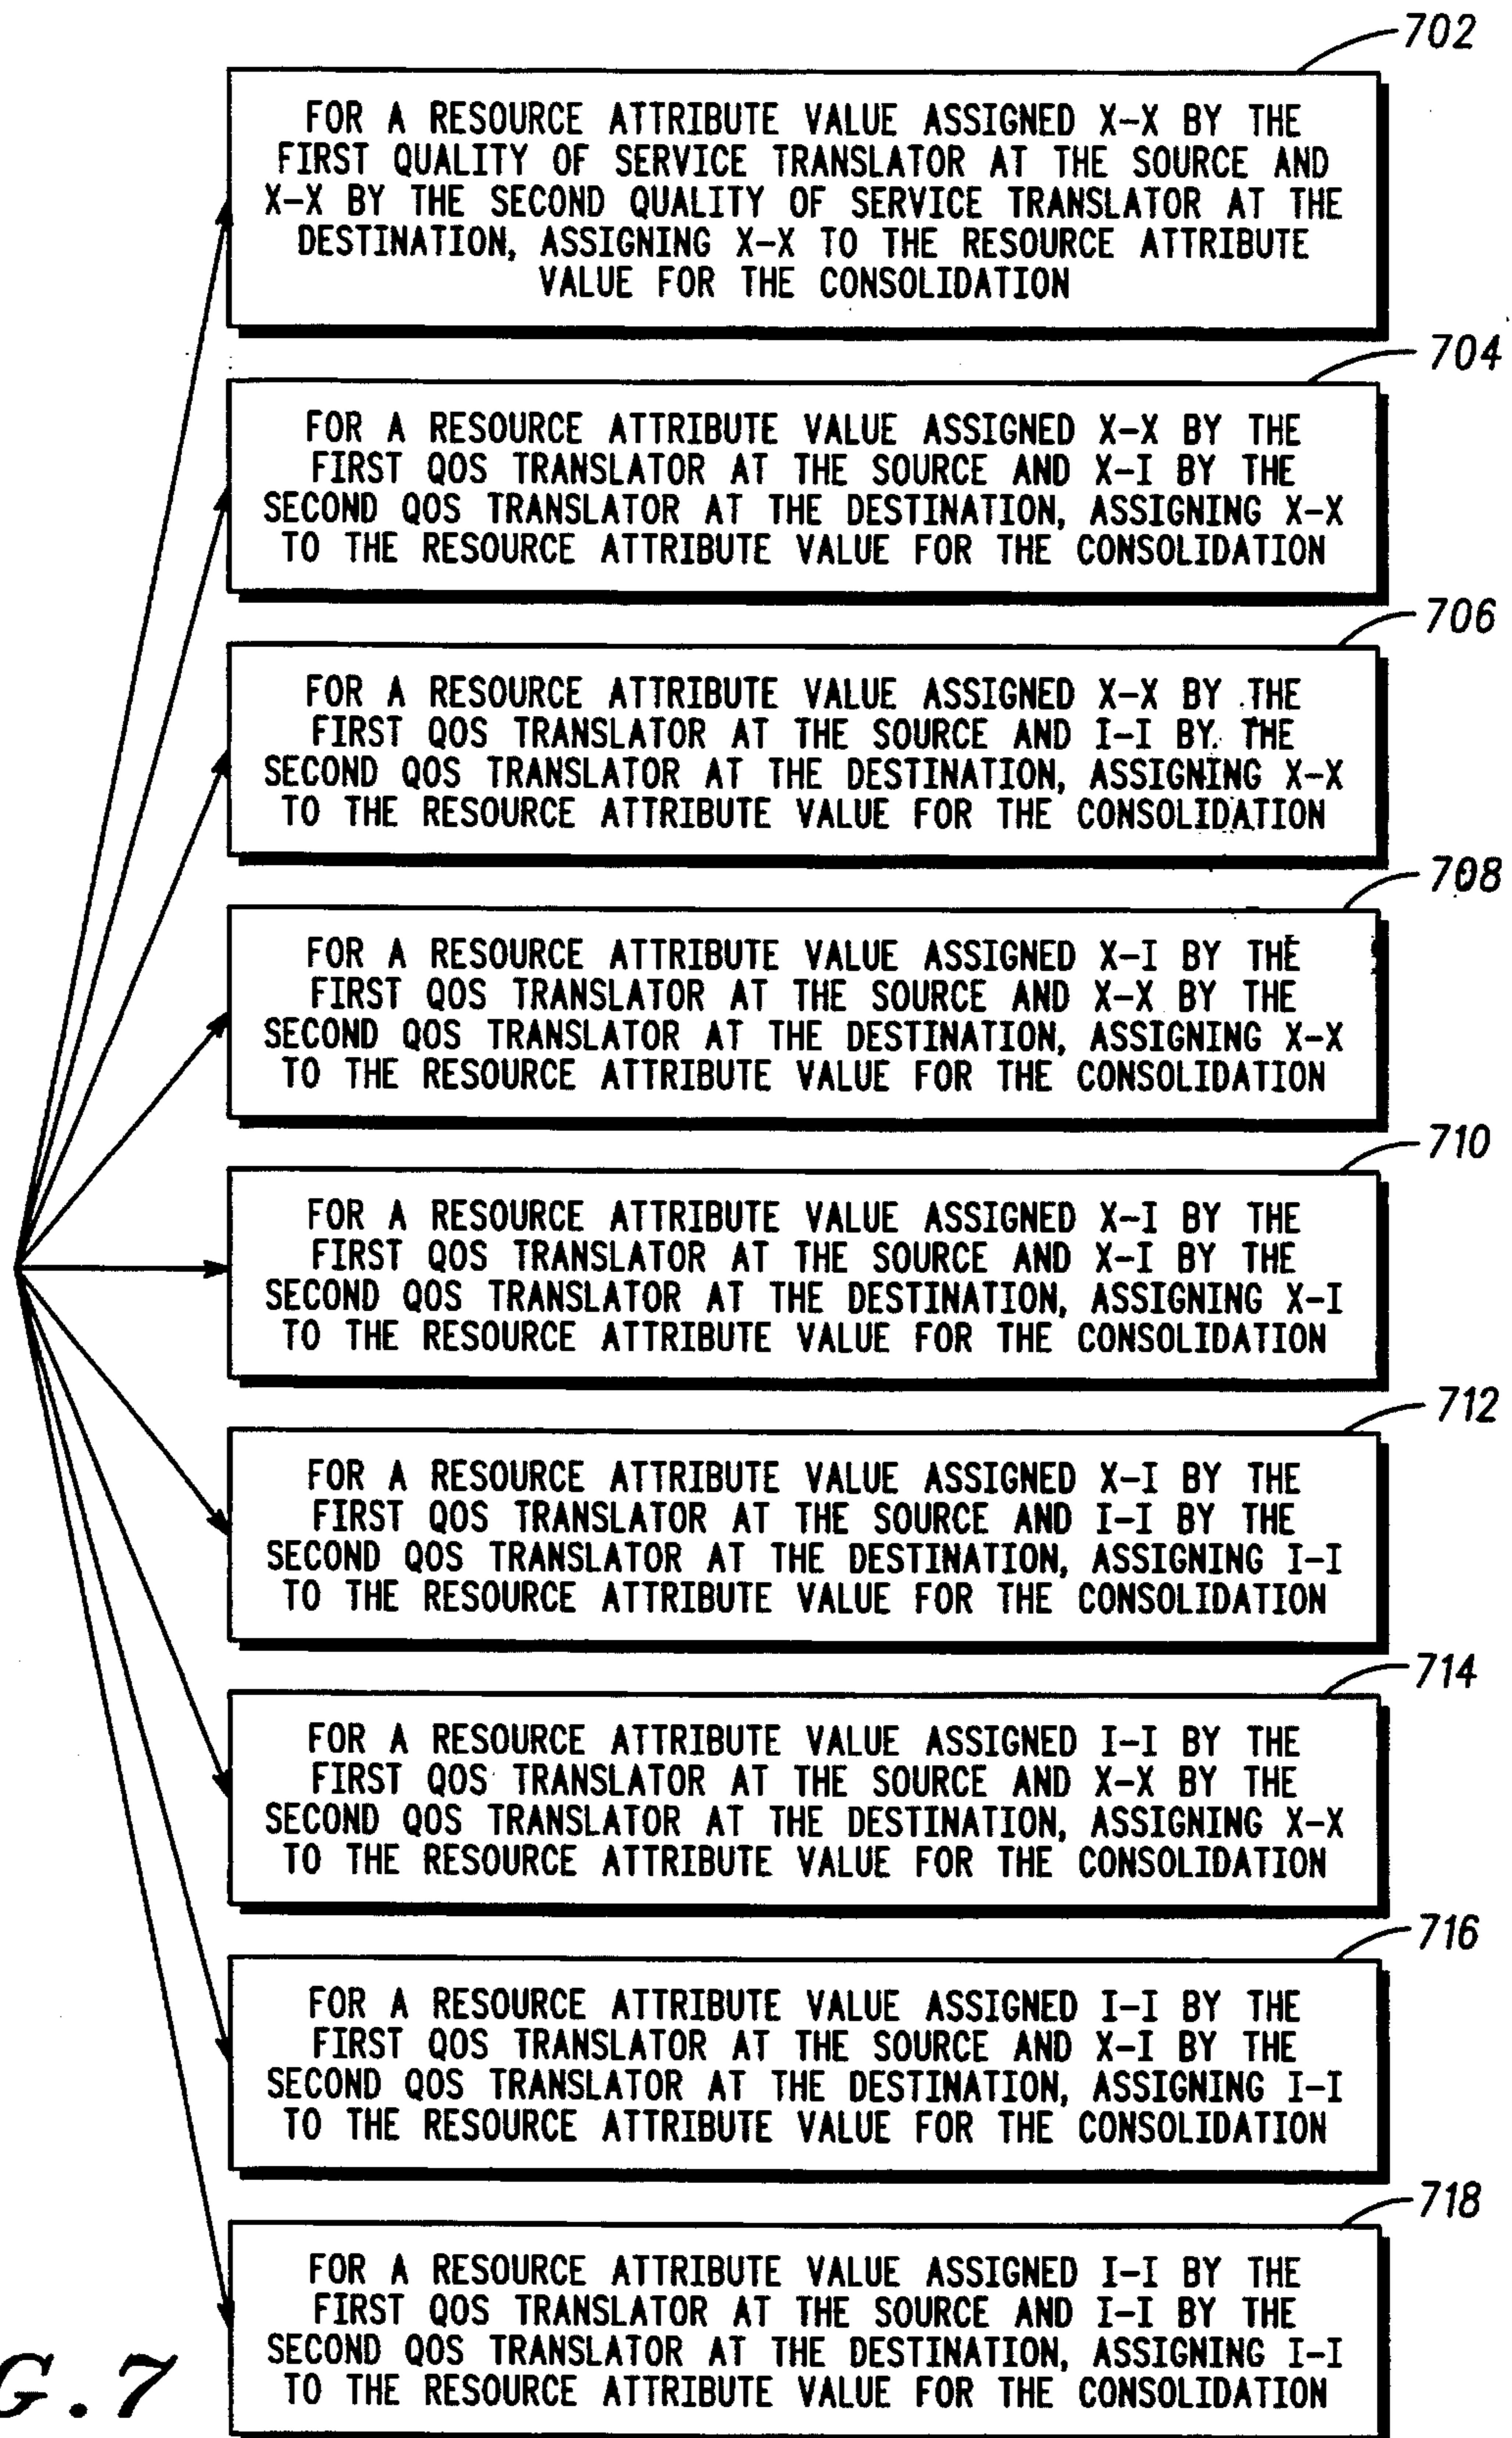 702
FOR A RESOURCE ATTRIBUTE VALUE ASSIGNED X-X BY THE
FIRST QUALITY OF SERVICE TRANSLATOR AT THE SOURCE AND
X-X BY THE SECOND QUALITY OF SERVICE TRANSLATOR AT THE
DESTINATION, ASSIGNING X-X TO THE RESOURCE ATTRIBUTE
VALUE FOR THE CONSOLIDATION
704
FOR A RESOURCE ATTRIBUTE VALUE ASSIGNED X-X BY THE
FIRST QOS TRANSLATOR AT THE SOURCE AND X-I BY THE
SECOND QOS TRANSLATOR AT THE DESTINATION, ASSIGNING X-X
TO THE RESOURCE ATTRIBUTE VALUE FOR THE CONSOLIDATION
706
FOR A RESOURCE ATTRIBUTE VALUE ASSIGNED X-X BY THE
FIRST QOS TRANSLATOR AT THE SOURCE AND I-I BY THE
SECOND QOS TRANSLATOR AT THE DESTINATION, ASSIGNING X-X
TO THE RESOURCE ATTRIBUTE VALUE FOR THE CONSOLIDATION
708
FOR A RESOURCE ATTRIBUTE VALUE ASSIGNED X-I BY THE
FIRST QOS TRANSLATOR AT THE SOURCE AND X-X BY THE
SECOND QOS TRANSLATOR AT THE DESTINATION, ASSIGNING X-X
TO THE RESOURCE ATTRIBUTE VALUE FOR THE CONSOLIDATION
710
FOR A RESOURCE ATTRIBUTE VALUE ASSIGNED X-I BY THE
FIRST QOS TRANSLATOR AT THE SOURCE AND X-I BY THE
SECOND QOS TRANSLATOR AT THE DESTINATION, ASSIGNING X-I
TO THE RESOURCE ATTRIBUTE VALUE FOR THE CONSOLIDATION
712
FOR A RESOURCE ATTRIBUTE VALUE ASSIGNED X-I BY THE
FIRST QOS TRANSLATOR AT THE SOURCE AND I-I BY THE
SECOND QOS TRANSLATOR AT THE DESTINATION, ASSIGNING I-I
TO THE RESOURCE ATTRIBUTE VALUE FOR THE CONSOLIDATION
714
FOR A RESOURCE ATTRIBUTE VALUE ASSIGNED I-I BY THE
FIRST QOS TRANSLATOR AT THE SOURCE AND X-X BY THE
SECOND QOS TRANSLATOR AT THE DESTINATION, ASSIGNING X-X
TO THE RESOURCE ATTRIBUTE VALUE FOR THE CONSOLIDATION
716
FOR A RESOURCE ATTRIBUTE VALUE ASSIGNED I-I BY THE
FIRST QOS TRANSLATOR AT THE SOURCE AND X-I BY THE
SECOND QOS TRANSLATOR AT THE DESTINATION, ASSIGNING I-I
TO THE RESOURCE ATTRIBUTE VALUE FOR THE CONSOLIDATION
718
FOR A RESOURCE ATTRIBUTE VALUE ASSIGNED I-I BY THE
FIRST QOS TRANSLATOR AT THE SOURCE AND I-I BY THE
SECOND QOS TRANSLATOR AT THE DESTINATION, ASSIGNING I-I
TO THE RESOURCE ATTRIBUTE VALUE FOR THE CONSOLIDATION
G.7